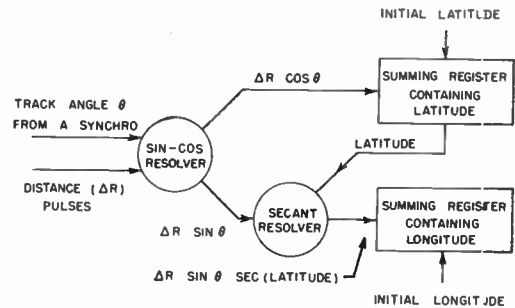 INITIAL LATITUDE
ΔR COS θ
SUMMING REGISTER
CONTAINING
LATITUDE
TRACK ANGLE θ
FROM A SYNCHRO
SIN-COS
RESOLVER
LATITUDE
DISTANCE (ΔR)
PULSES
SECANT
RESOLVER
SUMMING REGISTER
CONTAINING
LONGITUDE
ΔR SIN θ
ΔR SIN θ SEC (LATITUDE)
INITIAL LONGITUDE